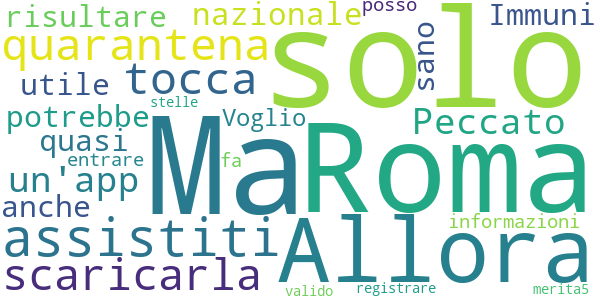 risultare nazionale posso Immuni
quarantena solo sano
utile tocca
potrebbe stelle Voglio Peccato
quasi Ma Roma
entrare fa
un'app
anche informazioni
assistiti Allora
scaricarla
valido registrare merita5